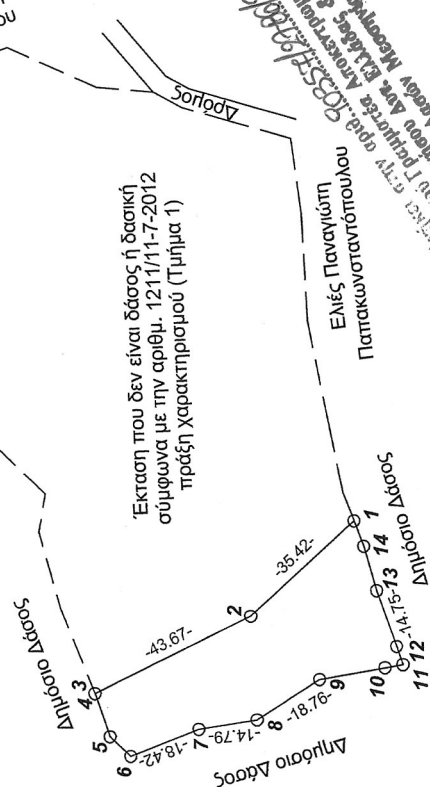 ου
Δρόμος
Έκταση που δεν είναι δάσος ή δασική
σύμφωνα με την αριθμ. 1211/11-7-2012
πράξη χαρακτηρισμού (Τμήμα 1)
Ελιές Παναγιώτη
Παπακωνσταντόπουλου
Δημόσιο Δάσος
4 3
5
6
-43.67-
2
-35.42-
1
14
13
-14.75-
12
11
10
9
-18.76-
8
-14.79-
7
-18.42-
Δημόσιο Δάσος
Δημόσιο Δάσος